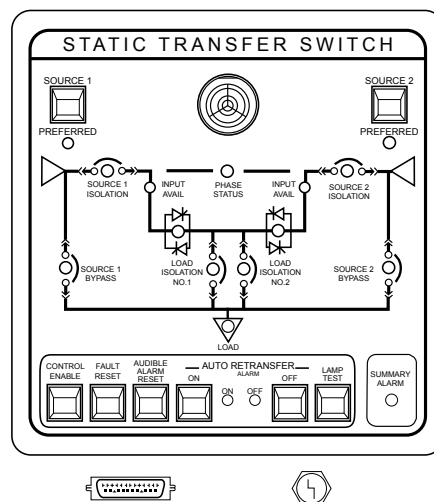 STATIC TRANSFER SWITCH
SOURCE 1
SOURCE 2
PREFERRED
PREFERRED
SOURCE 1
ISOLATION
INPUT
AVAIL
PHASE
STATUS
INPUT
AVAIL
SOURCE 2
ISOLATION
SOURCE 1
BYPASS
LOAD
ISOLATION
NO.1
LOAD
ISOLATION
NO.2
SOURCE 2
BYPASS
LOAD
CONTROL
ENABLE
FAULT
RESET
AUDIBLE
ALARM
RESET
AUTO RETRANSFER
ON
ALARM
ON
OFF
OFF
LAMP
TEST
SUMMARY
ALARM